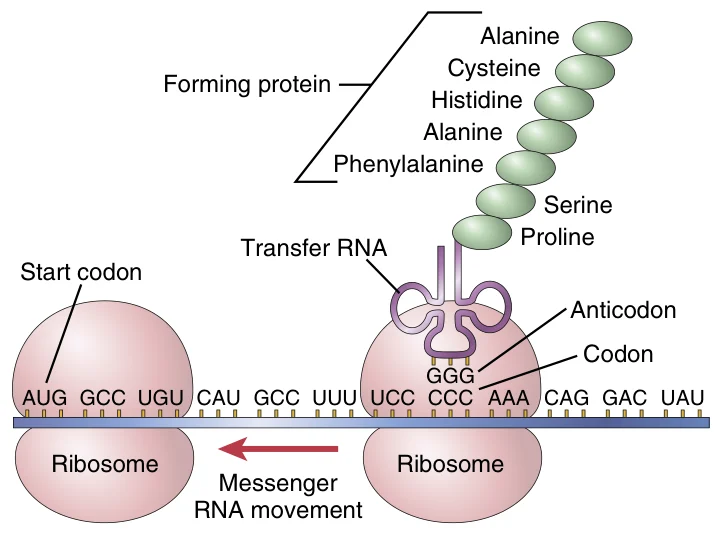 Alanine
Cysteine
Forming protein
Histidine
Alanine
Phenylalanine
Serine
Proline
Transfer RNA
Start codon
Anticodon
Codon
GGG
AUG GCC UGU CAU GCC UUU UCC CCC AAA CAG GAC UAU
Ribosome
Ribosome
Messenger
RNA movement